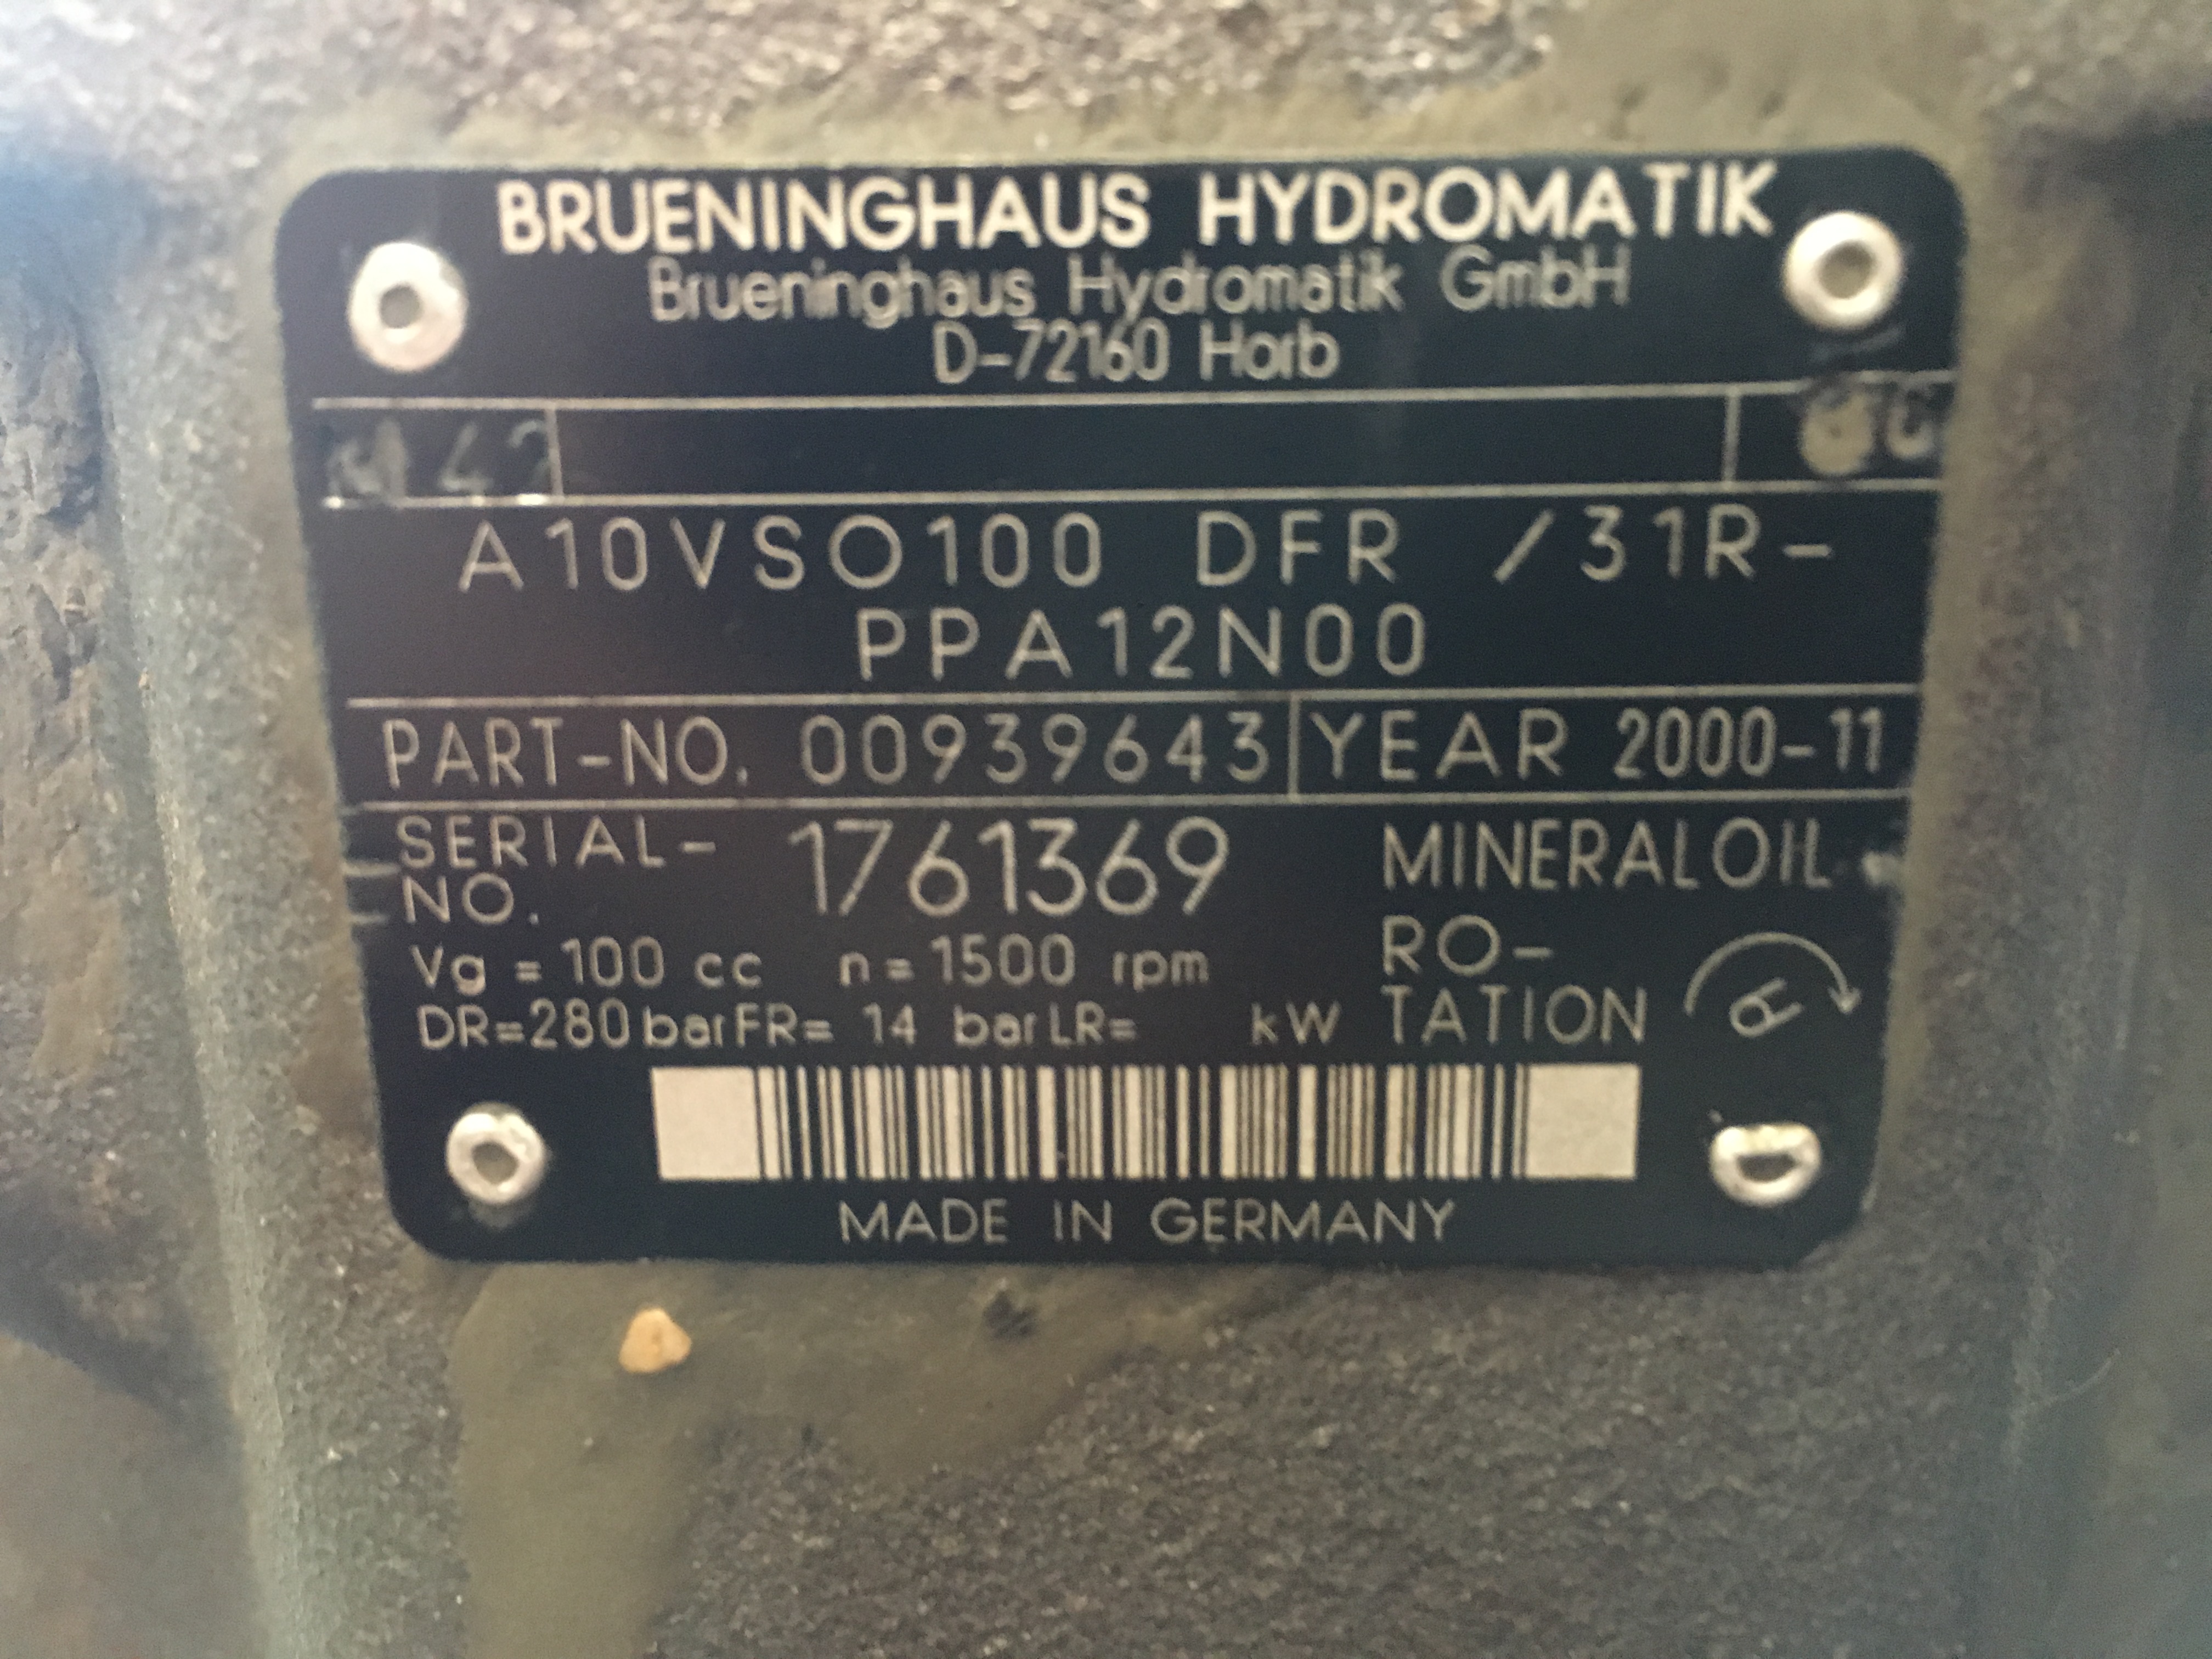 BRUENINGHAUS HYDROMATIK
Brueninghaus Hydromatik GmbH
D-72160 Horb
42
A10VSO100 DFR /31R-
PPA12N00
PART-NO. 00939643 YEAR 2000-11
SERIAL-NO. 1761369 MINERALOIL
Vg = 100 cc n = 1500 rpm RO-
DR=280 bar FR= 14 bar LR= kW TATION
MADE IN GERMANY